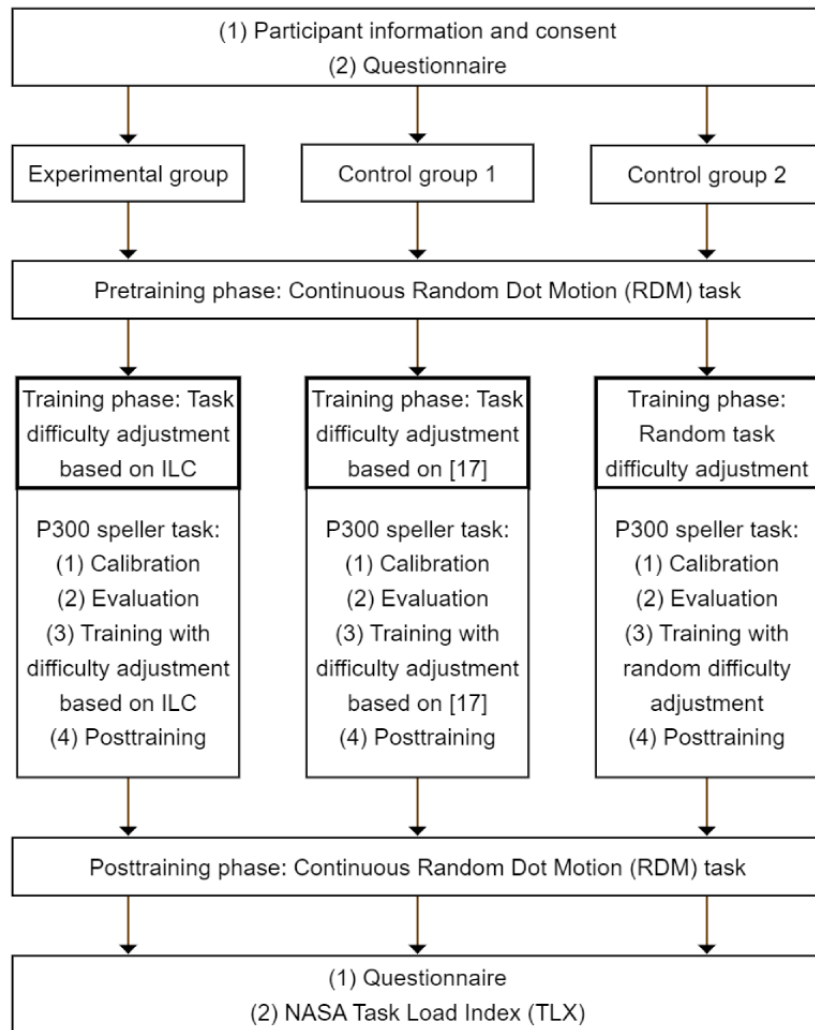 (1) Participant information and consent
(2) Questionnaire
Experimental group
Control group 1
Control group 2
Pretraining phase: Continuous Random Dot Motion (RDM) task
Training phase: Task
difficulty adjustment
based on ILC
P300 speller task:
(1) Calibration
(2) Evaluation
(3) Training with
difficulty adjustment
based on ILC
(4) Posttraining
Training phase: Task
difficulty adjustment
based on [17]
P300 speller task:
(1) Calibration
(2) Evaluation
(3) Training with
difficulty adjustment
based on [17]
(4) Posttraining
Training phase:
Random task
difficulty adjustment
P300 speller task:
(1) Calibration
(2) Evaluation
(3) Training with
random difficulty
adjustment
(4) Posttraining
Posttraining phase: Continuous Random Dot Motion (RDM) task
(1) Questionnaire
(2) NASA Task Load Index (TLX)